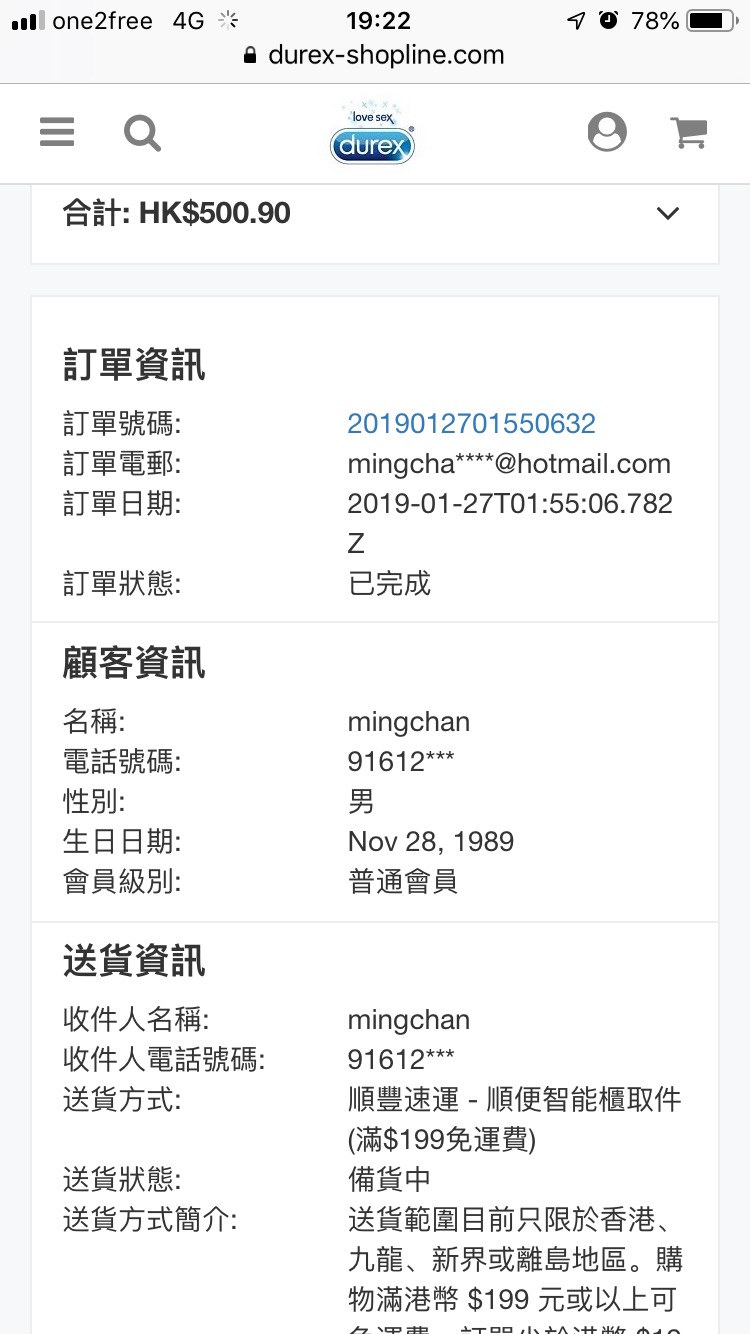 one2free 4G 19:22 78%
durex-shopline.com
love sex
durex®
合計: HK$500.90
訂單資訊
訂單號碼: 2019012701550632
訂單電郵: mingcha****@hotmail.com
訂單日期: 2019-01-27T01:55:06.782
Z
訂單狀態: 已完成
顧客資訊
名稱: mingchan
電話號碼: 91612***
性別: 男
生日日期: Nov 28, 1989
會員級別: 普通會員
送貨資訊
收件人名稱: mingchan
收件人電話號碼: 91612***
送貨方式: 順豐速運 - 順便智能櫃取件
(滿$199免運費)
送貨狀態: 備貨中
送貨方式簡介: 送貨範圍目前只限於香港、
九龍、新界或離島地區。購
物滿港幣 $199 元或以上可